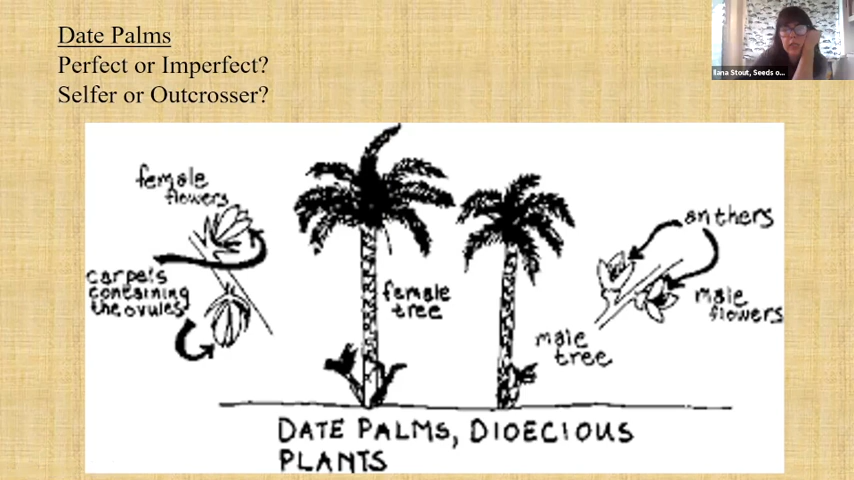 Date Palms
Perfect or Imperfect?
Selfer or Outcrosser?
Ilana Stout, Seeds o...
female
flowers
carpels
containing
the ovules
female
tree
male
tree
anthers
male
flowers
DATE PALMS, DIOECIOUS
PLANTS